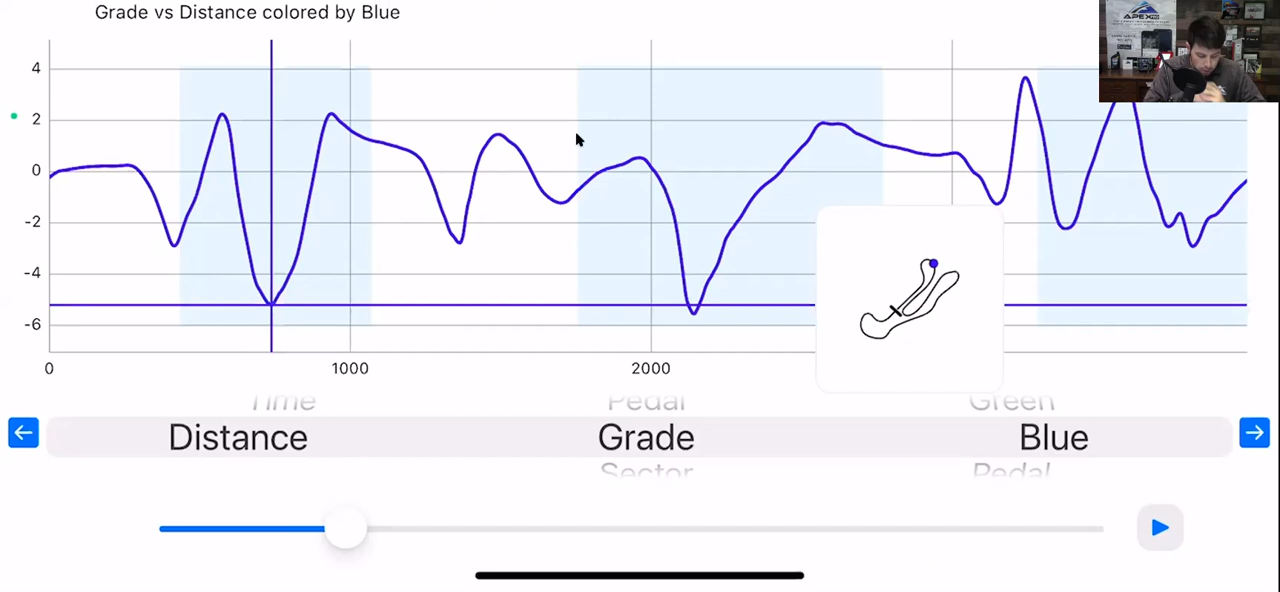 Grade vs Distance colored by Blue
APEX
4
2
0
-2
-4
-6
0
1000
2000
Time
Pedal
Green
Distance
Grade
Blue
Sector
Pedal